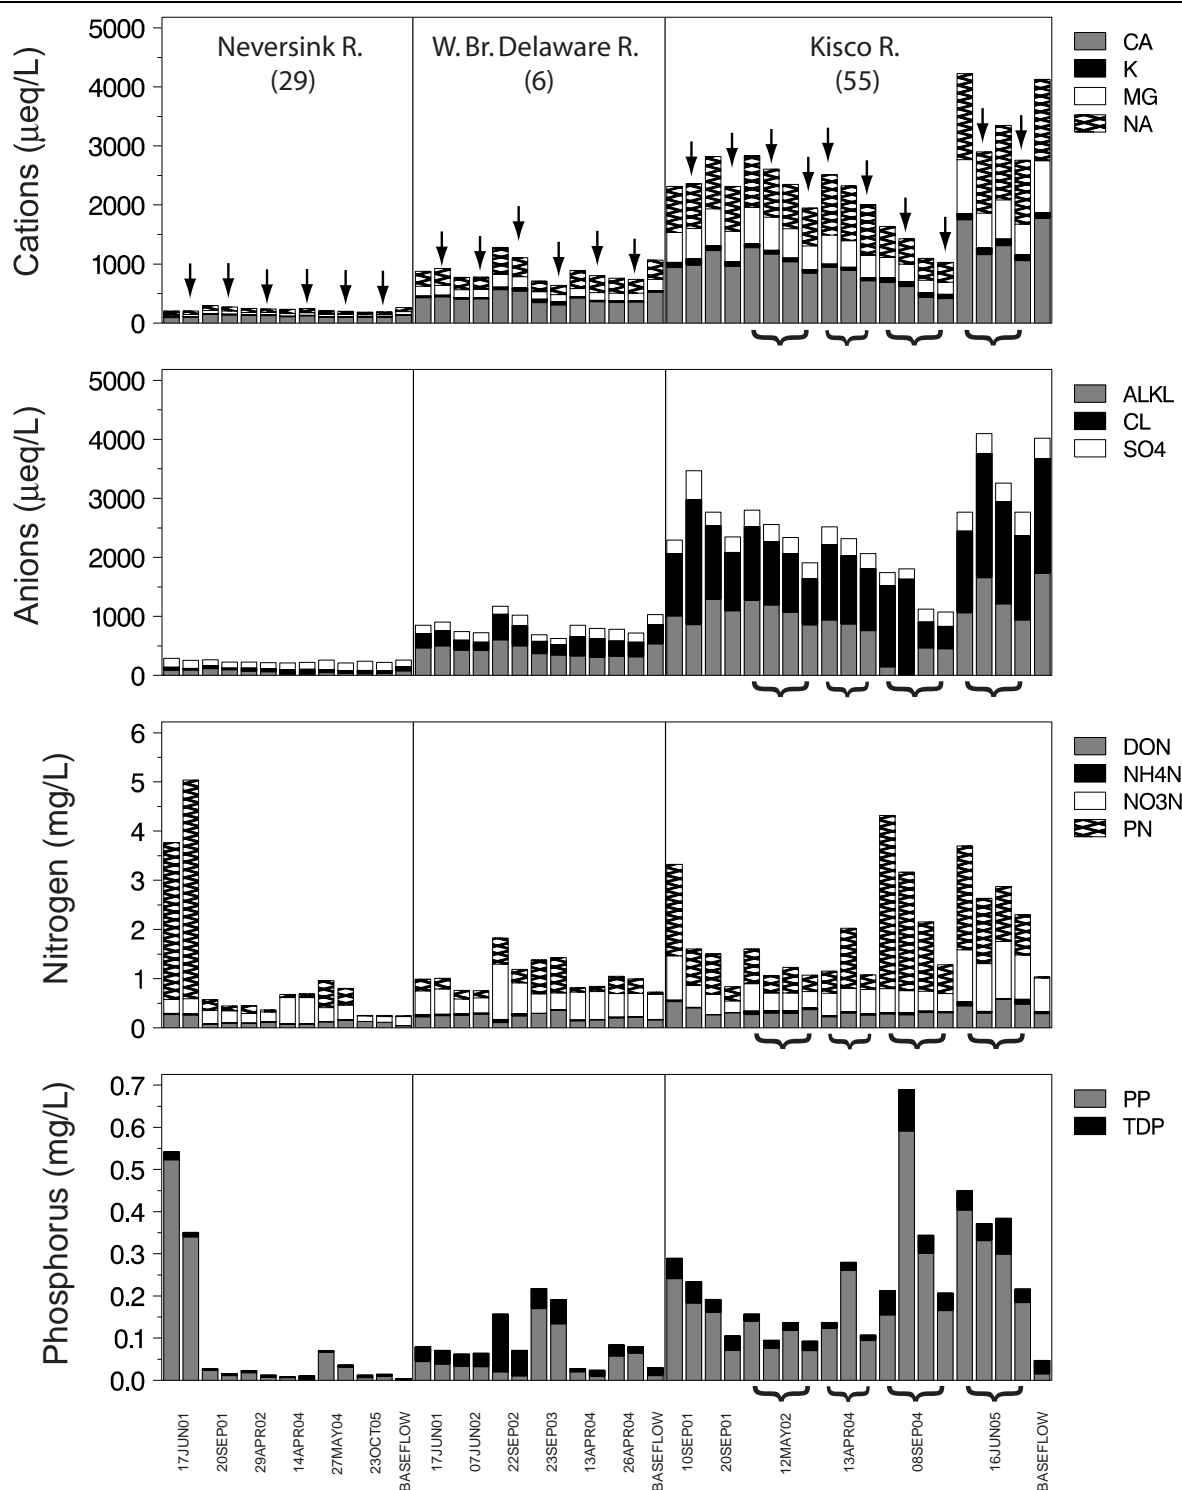 Cations (µeq/L)
5000
4000
3000
2000
1000
0
Neversink R.
(29)
W. Br. Delaware R.
(6)
Kisco R.
(55)
CA
K
MG
NA
Anions (µeq/L)
5000
4000
3000
2000
1000
0
ALKL
CL
SO4
Nitrogen (mg/L)
6
5
4
3
2
1
0
DON
NH4N
NO3N
PN
Phosphorus (mg/L)
0.7
0.6
0.5
0.4
0.3
0.2
0.1
0.0
PP
TDP
17JUN01
20SEP01
29APR02
14APR04
27MAY04
23OCT05
BASEFLOW
17JUN01
07JUN02
22SEP02
23SEP03
13APR04
26APR04
BASEFLOW
10SEP01
20SEP01
12MAY02
13APR04
08SEP04
16JUN05
BASEFLOW